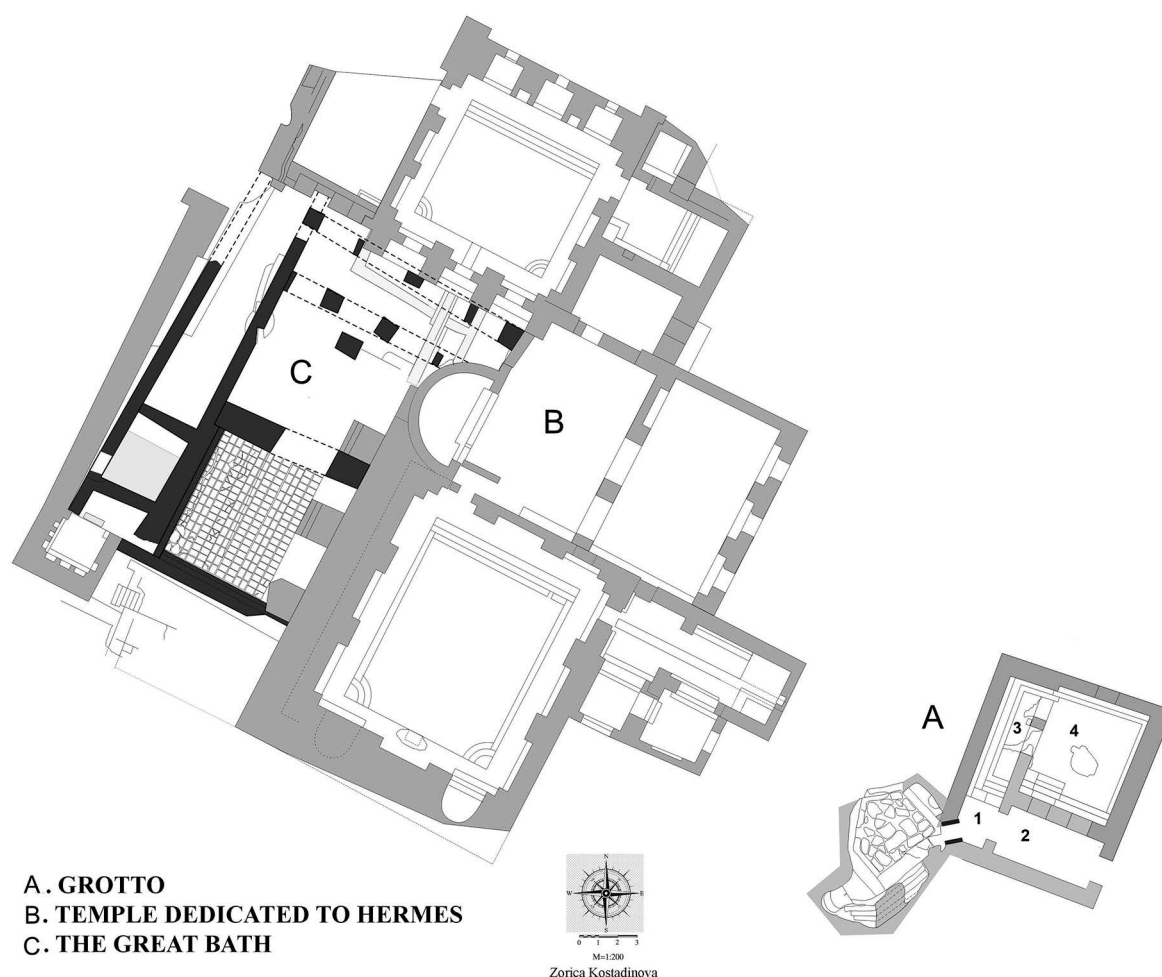 C
B
A
3
4
1
2
A. GROTTO
B. TEMPLE DEDICATED TO HERMES
C. THE GREAT BATH
N
W
E
S
0 1 2 3
M=1:200
Zorica Kostadinova